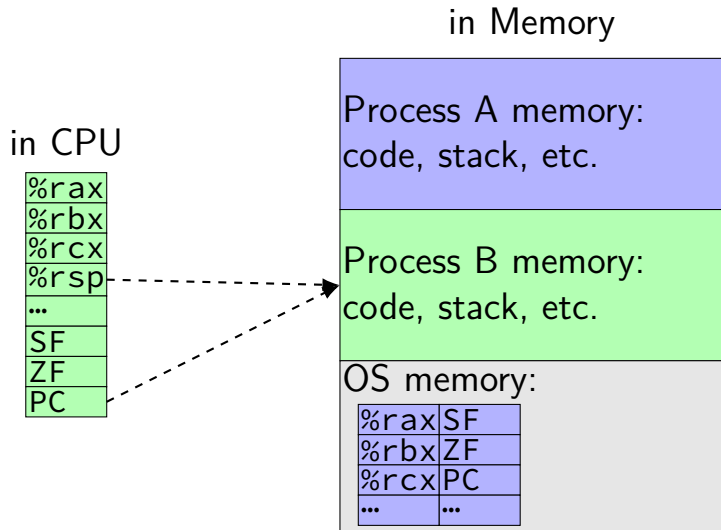 in Memory
Process A memory:
code, stack, etc.
in CPU
%rax
%rbx
%rcx
%rsp
…
SF
ZF
PC
Process B memory:
code, stack, etc.
OS memory:
%rax SF
%rbx ZF
%rcx PC
… …